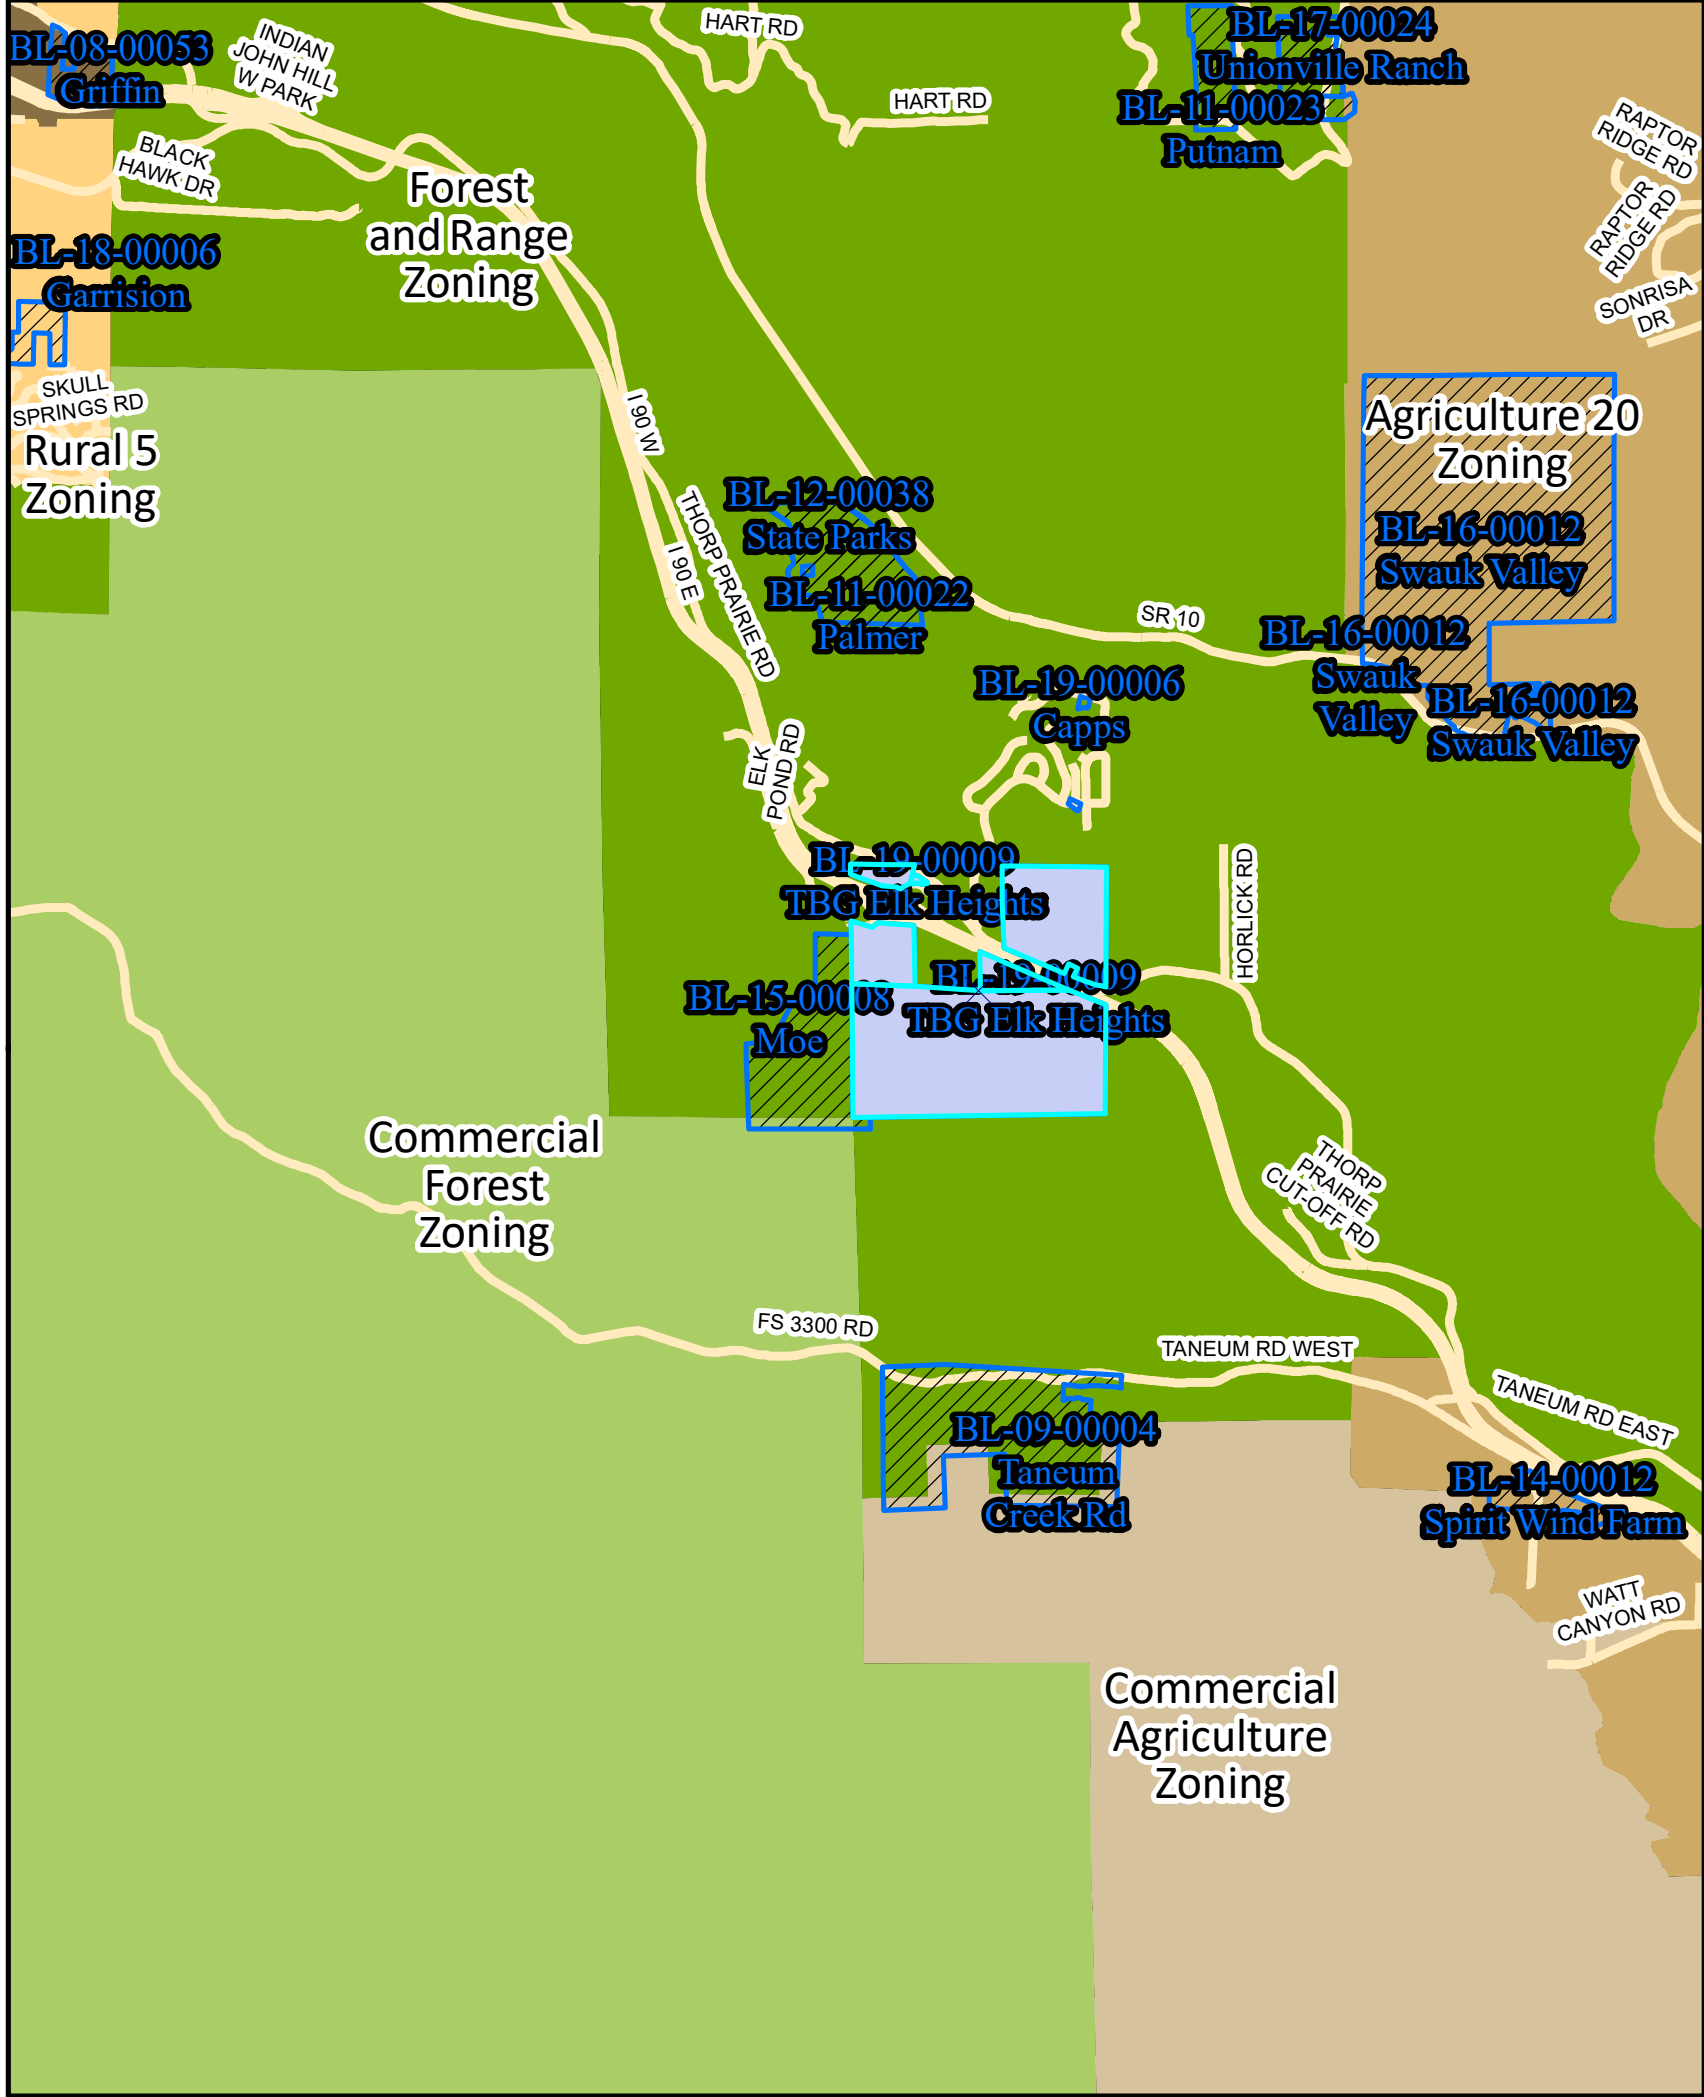 HART RD
BL-17-00024
Unionville Ranch
BL-08-00053
Griffin
INDIAN
JOHN HILL
W PARK
HART RD
BL-11-00023
Putnam
RAPTOR
RIDGE RD
BLACK
HAWK DR
Forest
and Range
Zoning
RAPTOR
RIDGE RD
BL-18-00006
Garrision
SONRISA
DR
SKULL
SPRINGS RD
Rural 5
Zoning
I 90 W
Agriculture 20
Zoning
BL-12-00038
State Parks
THORP PRAIRIE RD
I 90 E
BL-16-00012
Swauk Valley
BL-11-00022
Palmer
SR 10
BL-16-00012
Swauk
Valley
BL-16-00012
Swauk Valley
BL-19-00006
Capps
ELK
POND RD
BL-19-00009
TBG Elk Heights
HORLICK RD
BL-15-00008
Moe
BL-19-00009
TBG Elk Heights
Commercial
Forest
Zoning
THORP
PRAIRIE
CUT-OFF RD
FS 3300 RD
TANEUM RD WEST
TANEUM RD EAST
BL-09-00004
Taneum
Creek Rd
BL-14-00012
Spirit Wind Farm
WATT
CANYON RD
Commercial
Agriculture
Zoning